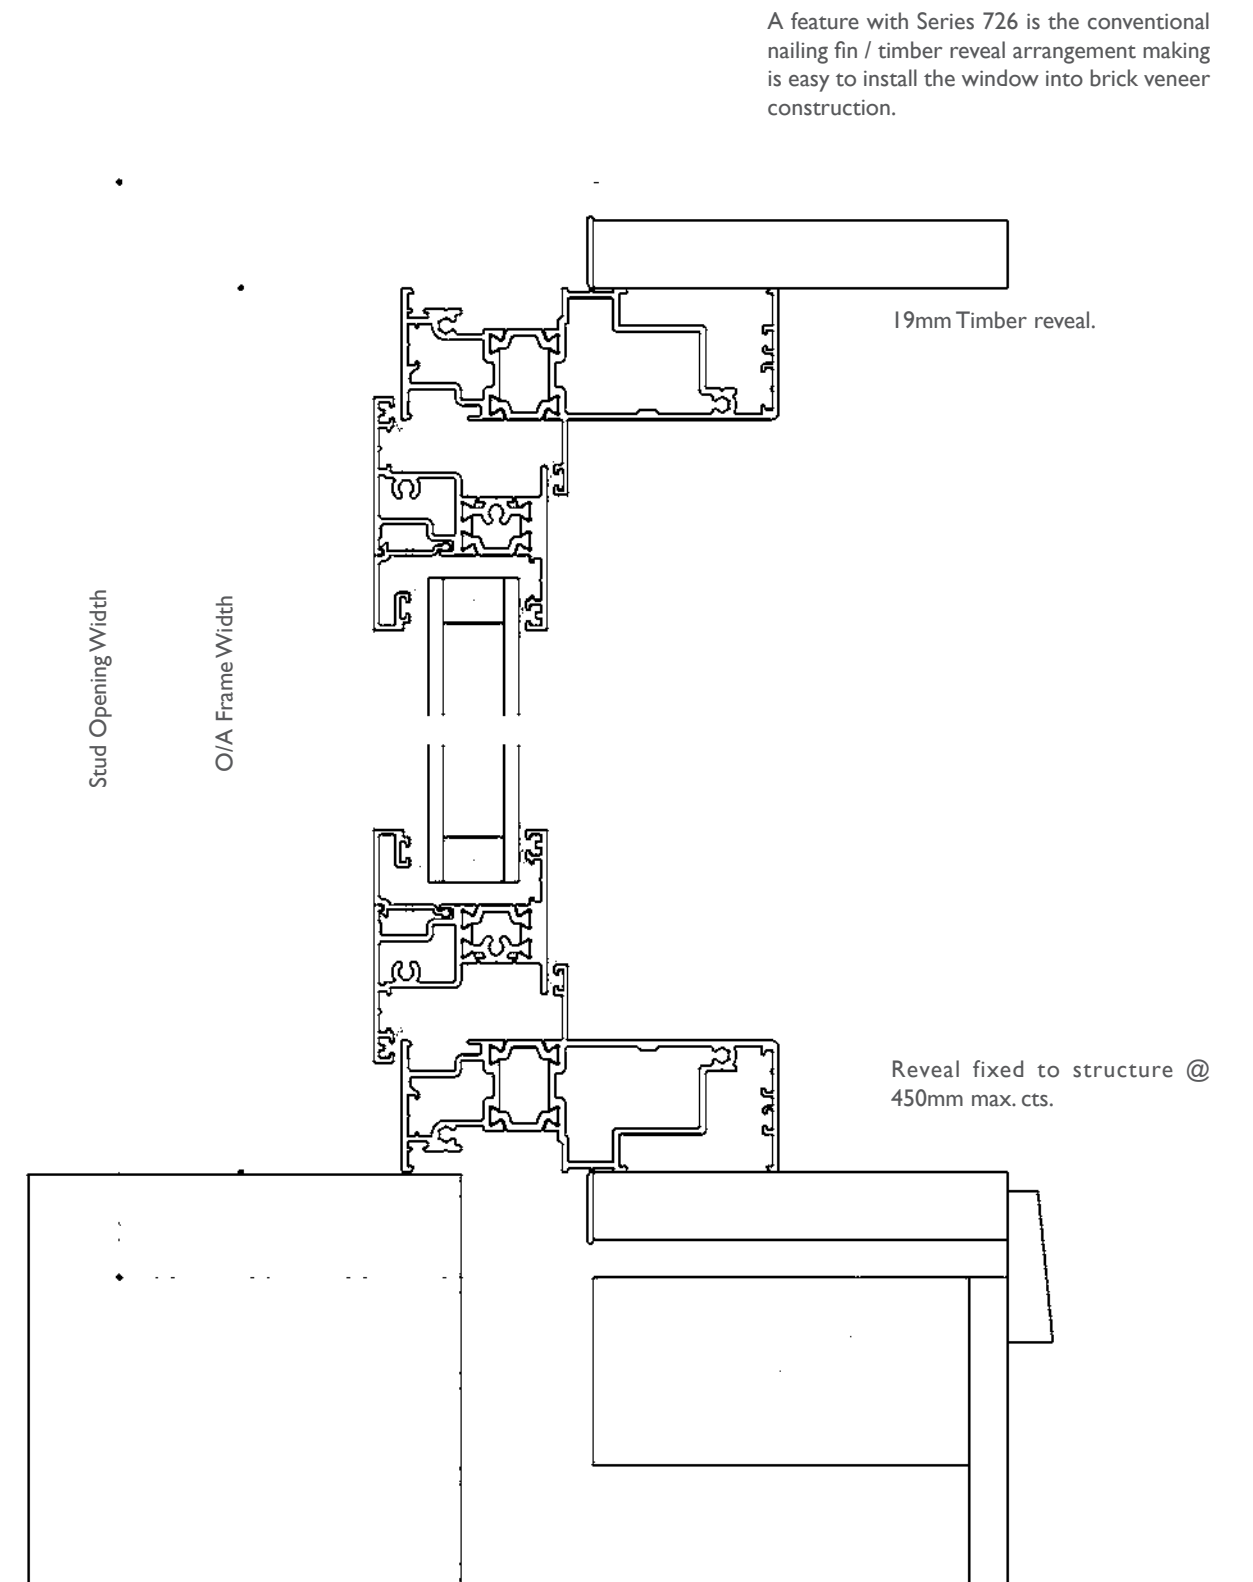 A feature with Series 726 is the conventional
nailing fin / timber reveal arrangement making
is easy to install the window into brick veneer
construction.
19mm Timber reveal.
Stud Opening Width
O/A Frame Width
Reveal fixed to structure @
450mm max. cts.